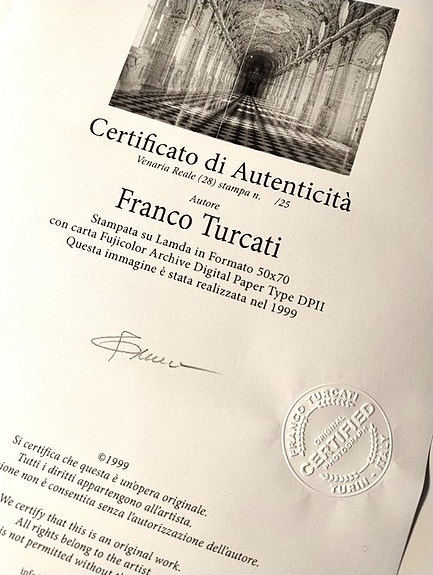 Certificato di Autenticità
Venaria Reale (28) stampa n. /25
Autore
Franco Turcati
Stampata su Lamda in Formato 50x70
con carta Fujicolor Archive Digital Paper Type DPII
Questa immagine è stata realizzata nel 1999
FRANCO TURCATI
ORIGINAL
CERTIFIED
PHOTOGRAPH
TURIN - ITALY
©1999
Si certifica che questa è un'opera originale.
Tutti i diritti appartengono all'artista.
ione non è consentita senza l'autorizzazione dell'autore.
We certify that this is an original work.
All rights belong to the artist.
is not permitted without